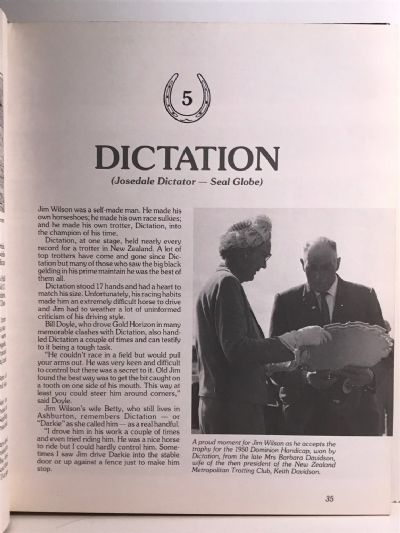 5
DICTATION
(Josedale Dictator — Seal Globe)
Jim Wilson was a self-made man. He made his
own horseshoes; he made his own race sulkies;
and he made his own trotter, Dictation, into
the champion of his time.
Dictation, at one stage, held nearly every
record for a trotter in New Zealand. A lot of
top trotters have come and gone since Dic-
tation but many of those who saw the big black
gelding in his prime maintain he was the best of
them all.
Dictation stood 17 hands and had a heart to
match his size. Unfortunately, his racing habits
made him an extremely difficult horse to drive
and Jim had to weather a lot of uninformed
criticism of his driving style.
Bill Doyle, who drove Gold Horizon in many
memorable clashes with Dictation, also hand-
led Dictation a couple of times and can testify
to it being a tough task.
"He couldn't race in a field but would pull
your arms out. He was very keen and difficult
to control but there was a secret to it. Old Jim
found the best way was to get the bit caught on
a tooth on one side of his mouth. This way at
least you could steer him around corners,"
said Doyle.
Jim Wilson's wife Betty, who still lives in
Ashburton, remembers Dictation — or
"Darkie" as she called him — as a real handful.
"I drove him in his work a couple of times
and even tried riding him. He was a nice horse
to ride but I could hardly control him. Some-
times I saw Jim drive Darkie into the stable
door or up against a fence just to make him
stop.
A proud moment for Jim Wilson as he accepts the
trophy for the 1950 Dominion Handicap, won by
Dictation, from the late Mrs Barbara Davidson,
wife of the then president of the New Zealand
Metropolitan Trotting Club, Keith Davidson.
35